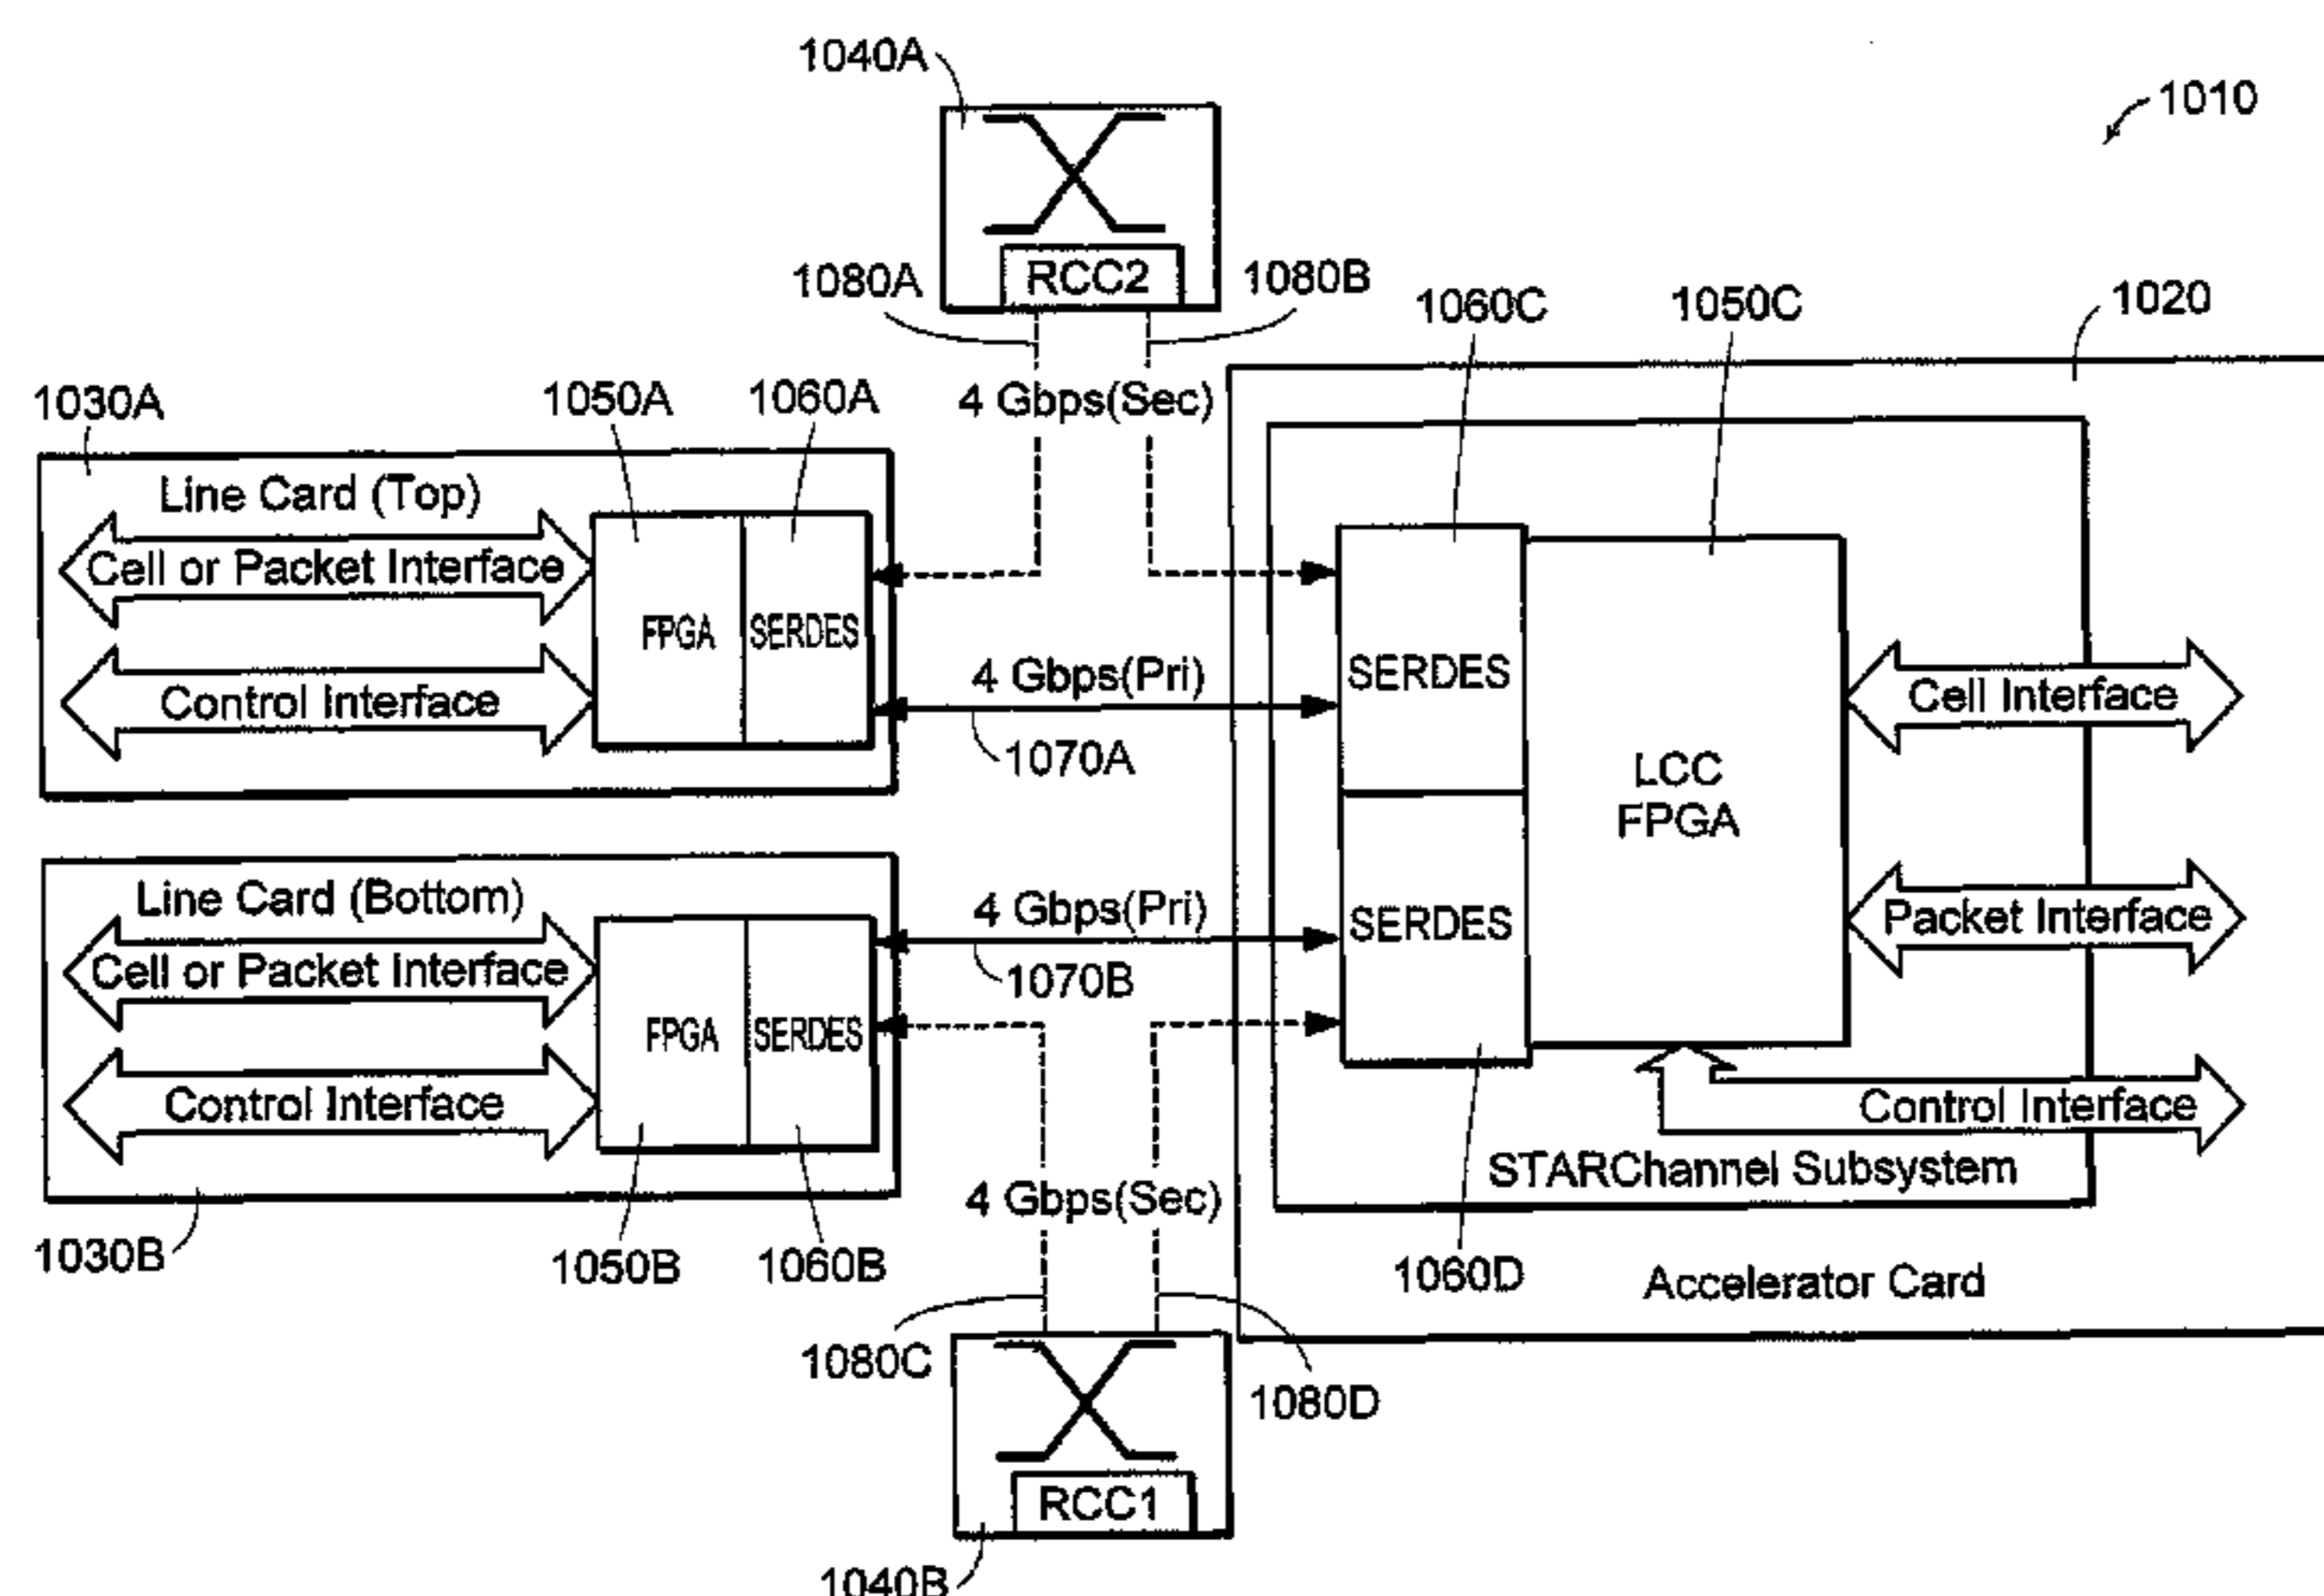 1040A
1010
RCC2
1080A
1080B
1060C
1050C
1020
4 Gbps(Sec)
1030A
1050A
1060A
Line Card (Top)
Cell or Packet Interface
FPGA
SERDES
Control Interface
4 Gbps(Pri)
1070A
SERDES
LCC
FPGA
Cell Interface
Line Card (Bottom)
Cell or Packet Interface
FPGA
SERDES
Control Interface
4 Gbps(Pri)
1070B
SERDES
Packet Interface
Control Interface
STARChannel Subsystem
4 Gbps(Sec)
1030B
1050B
1060B
1060D
Accelerator Card
1080C
1080D
RCC1
1040B